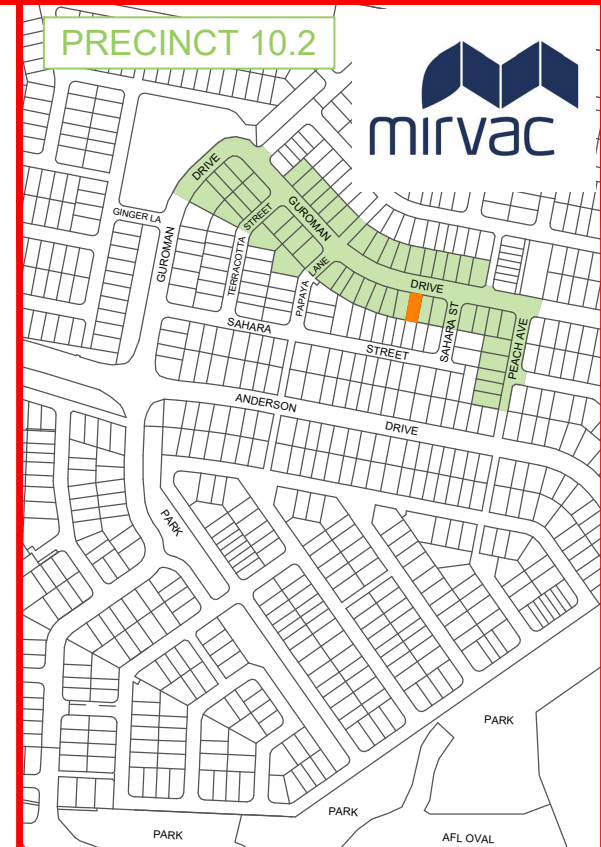 PRECINCT 10.2
mirvac
DRIVE
GINGER LA
STREET
GUROMAN
GUROMAN
TERRACOTTA
LANE
PAPAYA
DRIVE
SAHARA
SAHARA ST
STREET
PEACH AVE
ANDERSON
DRIVE
PARK
PARK
PARK
PARK
AFL OVAL